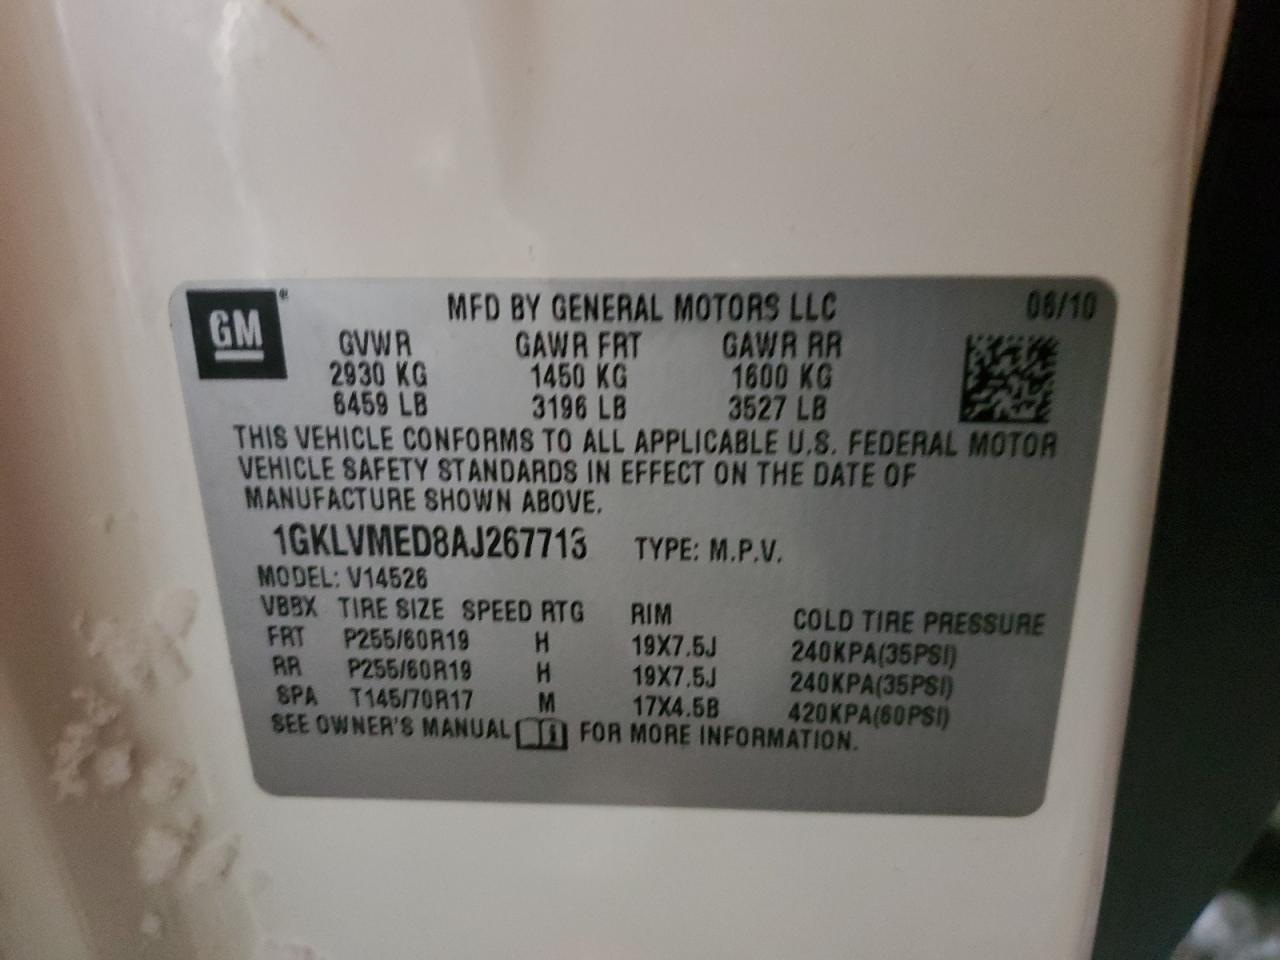 GM ® MFD BY GENERAL MOTORS LLC 06/10
GVWR GAWR FRT GAWR RR
2930 KG 1450 KG 1600 KG
6459 LB 3196 LB 3527 LB
THIS VEHICLE CONFORMS TO ALL APPLICABLE U.S. FEDERAL MOTOR
VEHICLE SAFETY STANDARDS IN EFFECT ON THE DATE OF
MANUFACTURE SHOWN ABOVE.
1GKLVMED8AJ267713 TYPE: M.P.V.
MODEL: V14526
VBBX TIRE SIZE SPEED RTG RIM COLD TIRE PRESSURE
FRT P255/60R19 H 19X7.5J 240KPA(35PSI)
RR P255/60R19 H 19X7.5J 240KPA(35PSI)
SPA T145/70R17 M 17X4.5B 420KPA(60PSI)
SEE OWNER'S MANUAL FOR MORE INFORMATION.